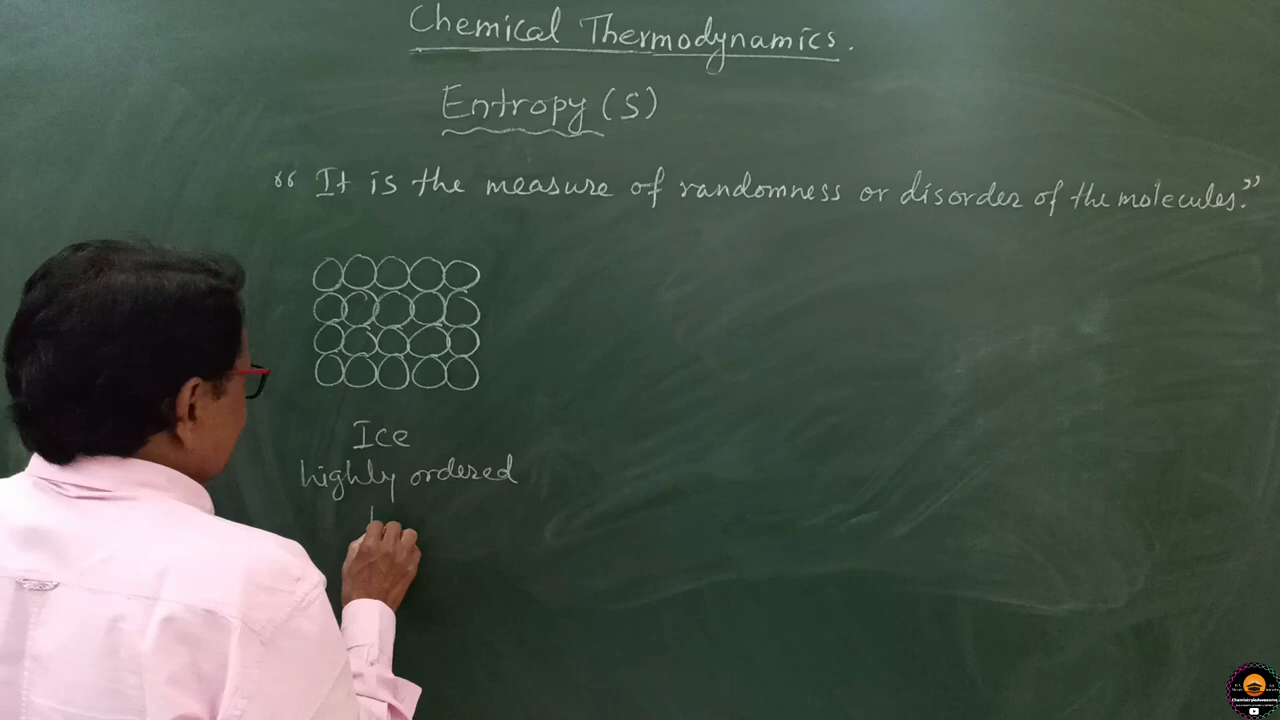 Chemical Thermodynamics.
Entropy (S)
“ It is the measure of randomness or disorder of the molecules.”
Ice
highly ordered